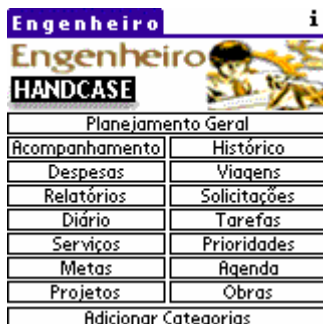 Engenheiro i
Engenheiro
HANDCASE
Planejamento Geral
Acompanhamento Histórico
Despesas Viagens
Relatórios Solicitações
Diário Tarefas
Serviços Prioridades
Metas Agenda
Projetos Obras
Adicionar Categorias